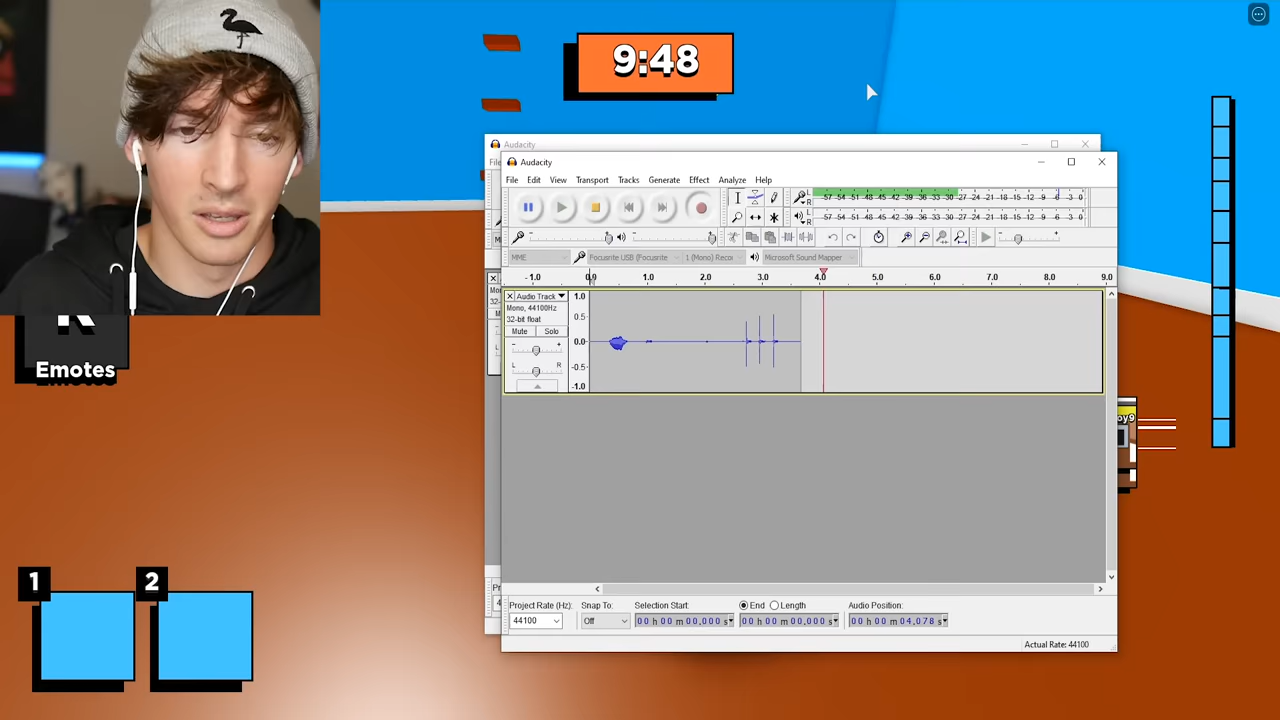 9:48
Audacity
Audacity
File Edit View Transport Tracks Generate Effect Analyze Help
L
R
-57 -54 -51 -48 -45 -42 -39 -36 -33 -30 -27 -24 -21 -18 -15 -12 -9 -6 -3 0
L
R
-57 -54 -51 -48 -45 -42 -39 -36 -33 -30 -27 -24 -21 -18 -15 -12 -9 -6 -3 0
MME Focusrite USB (Focusrite 1 (Mono) Recor Microsoft Sound Mapper
-1.0 0.0 1.0 2.0 3.0 4.0 5.0 6.0 7.0 8.0 9.0
Audio Track
Mono, 44100Hz
32-bit float
Mute Solo
- +
L R
1.0
0.5
0.0
-0.5
-1.0
Emotes
1 2
Project Rate (Hz): Snap To: Selection Start: End Length Audio Position:
44100 Off 00 h 00 m 00,000 s 00 h 00 m 00,000 s 00 h 00 m 04,078 s
Actual Rate: 44100